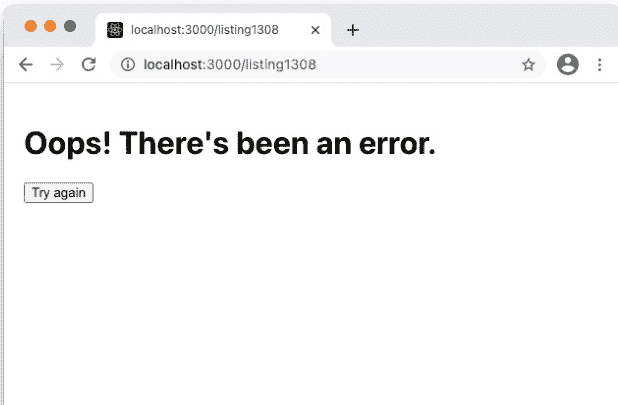 localhost:3000/listing1308
localhost:3000/listing1308
Oops! There's been an error.
Try again